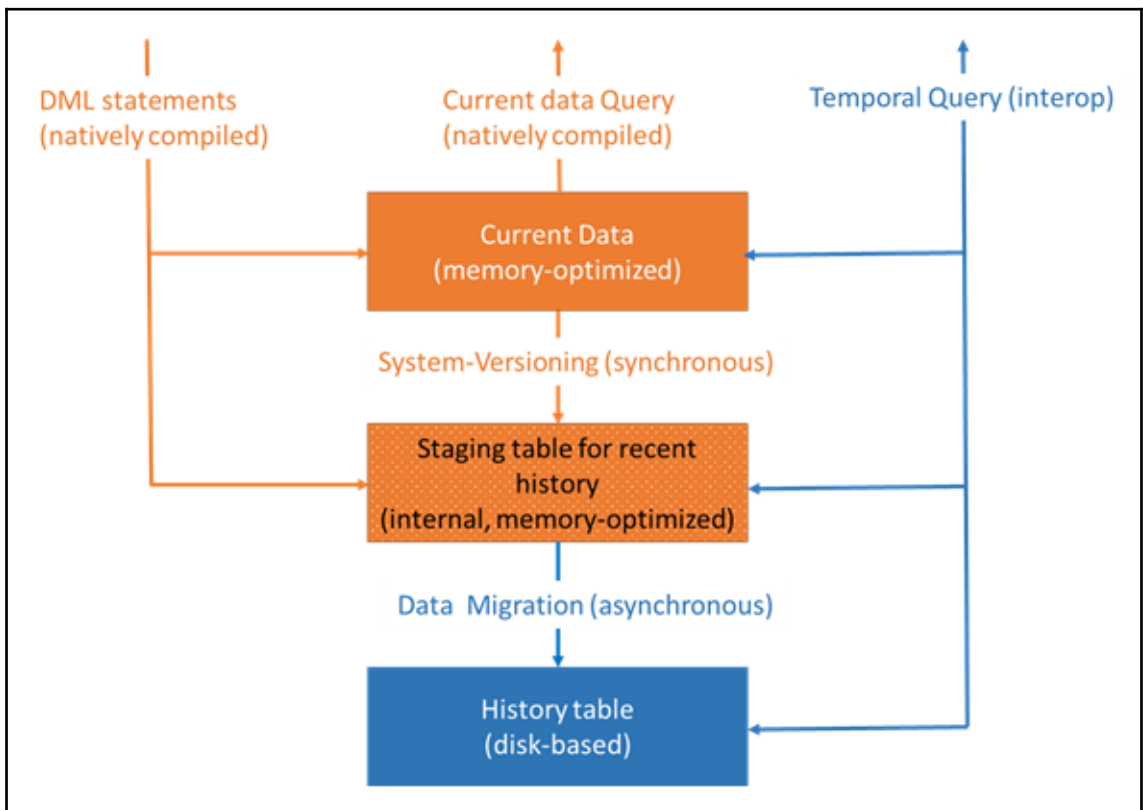 DML statements
(natively compiled)
Current data Query
(natively compiled)
Temporal Query (interop)
Current Data
(memory-optimized)
System-Versioning (synchronous)
Staging table for recent
history
(internal, memory-optimized)
Data Migration (asynchronous)
History table
(disk-based)